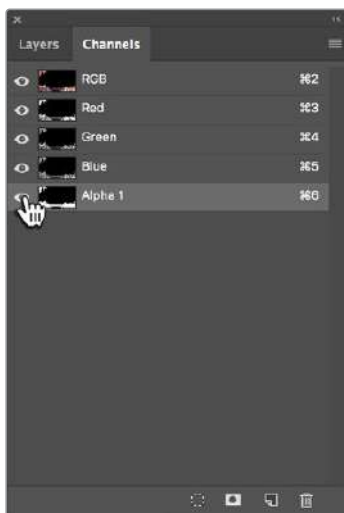 Layers Channels
RGB ⌘2
Red ⌘3
Green ⌘4
Blue ⌘5
Alpha 1 ⌘6